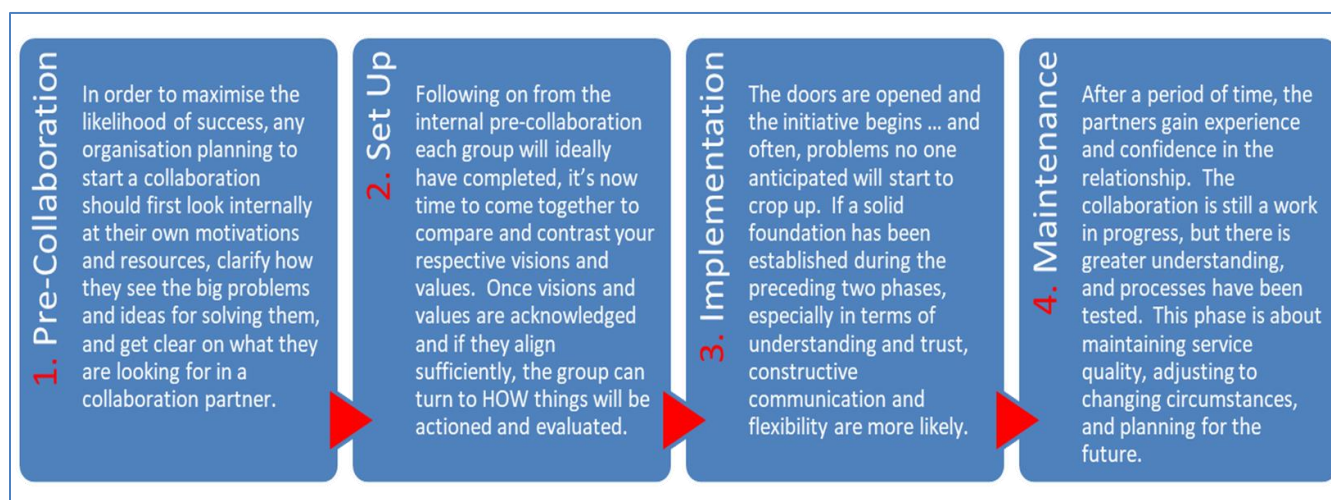 1. Pre-Collaboration
In order to maximise the
likelihood of success, any
organisation planning to
start a collaboration
should first look internally
at their own motivations
and resources, clarify how
they see the big problems
and ideas for solving them,
and get clear on what they
are looking for in a
collaboration partner.
2. Set Up
Following on from the
internal pre-collaboration
each group will ideally
have completed, it’s now
time to come together to
compare and contrast your
respective visions and
values.  Once visions and
values are acknowledged
and if they align
sufficiently, the group can
turn to HOW things will be
actioned and evaluated.
3. Implementation
The doors are opened and
the initiative begins … and
often, problems no one
anticipated will start to
crop up.  If a solid
foundation has been
established during the
preceding two phases,
especially in terms of
understanding and trust,
constructive
communication and
flexibility are more likely.
4. Maintenance
After a period of time, the
partners gain experience
and confidence in the
relationship.  The
collaboration is still a work
in progress, but there is
greater understanding,
and processes have been
tested.  This phase is about
maintaining service
quality, adjusting to
changing circumstances,
and planning for the
future.